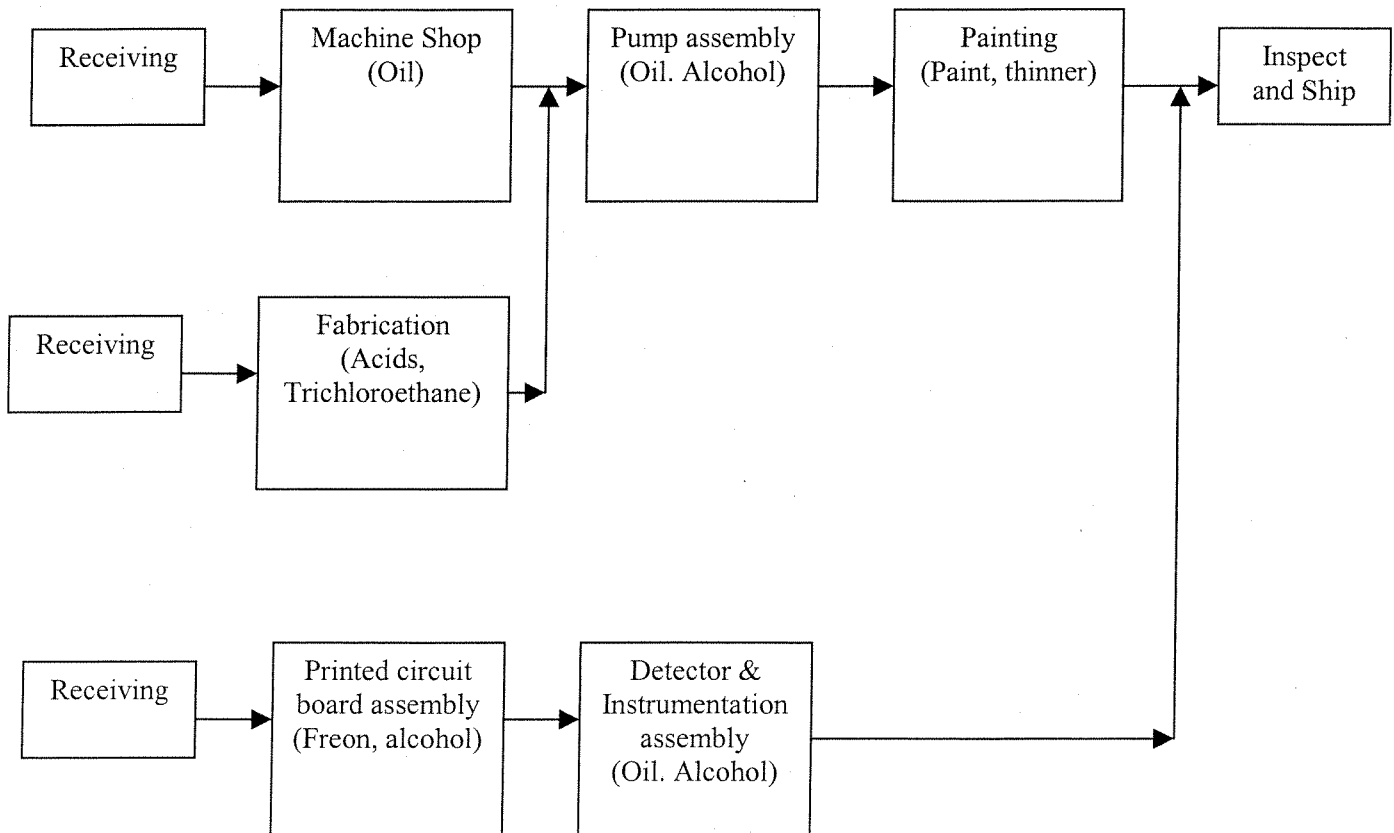 Receiving
Machine Shop
(Oil)
Pump assembly
(Oil. Alcohol)
Painting
(Paint, thinner)
Inspect
and Ship
Receiving
Fabrication
(Acids,
Trichloroethane)
Receiving
Printed circuit
board assembly
(Freon, alcohol)
Detector &
Instrumentation
assembly
(Oil. Alcohol)